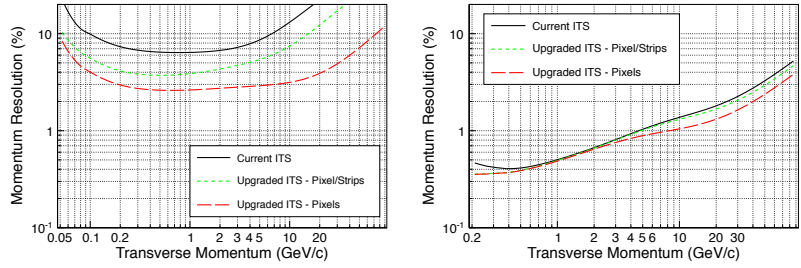 Momentum Resolution (%)
10
1
10-1
Current ITS
Upgraded ITS - Pixel/Strips
Upgraded ITS - Pixels
0.05 0.1 0.2 1 2 3 4 5 10 20
Transverse Momentum (GeV/c)
Momentum Resolution (%)
10
1
10-1
Current ITS
Upgraded ITS - Pixel/Strips
Upgraded ITS - Pixels
0.2 1 2 3 4 5 6 10 20 30
Transverse Momentum (GeV/c)